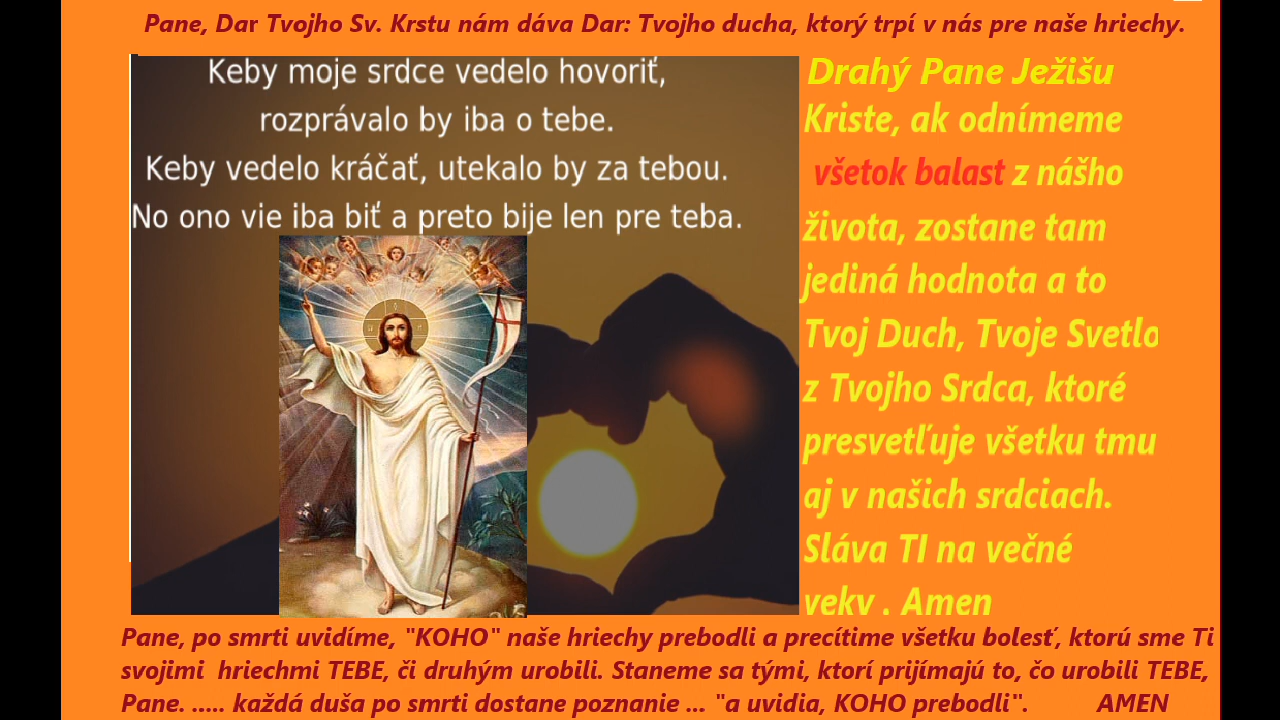 Pane, Dar Tvojho Sv. Krstu nám dáva Dar: Tvojho ducha, ktorý trpí v nás pre naše hriechy.
Keby moje srdce vedelo hovoriť,
rozprávalo by iba o tebe.
Keby vedelo kráčať, utekalo by za tebou.
No ono vie iba biť a preto bije len pre teba.
Drahý Pane Ježišu
Kriste, ak odnímeme
všetok balast z nášho
života, zostane tam
jediná hodnota a to
Tvoj Duch, Tvoje Svetlo
z Tvojho Srdca, ktoré
presvetľuje všetku tmu
aj v našich srdciach.
Sláva TI na večné
veky . Amen
Pane, po smrti uvidíme, "KOHO" naše hriechy prebodli a precítime všetku bolesť, ktorú sme Ti
svojimi hriechmi TEBE, či druhým urobili. Staneme sa tými, ktorí prijímajú to, čo urobili TEBE,
Pane. ..... každá duša po smrti dostane poznanie ... "a uvidia, KOHO prebodli". AMEN